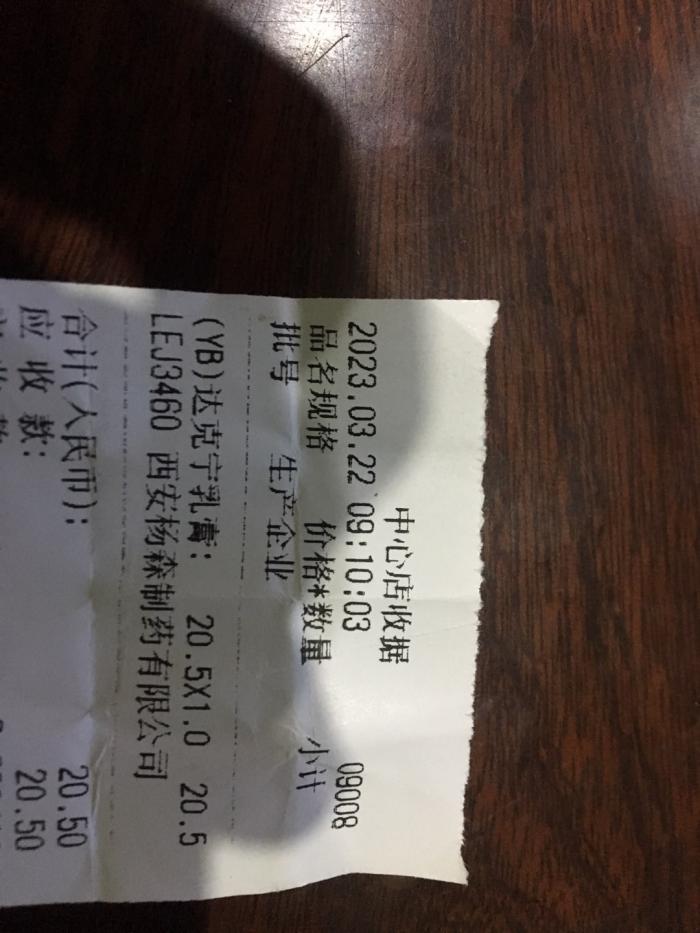 中心店收据
2023.03.22 09:10:03 09008
品名规格 价格*数量 小计
批号 生产企业
(YB)达克宁乳膏: 20.5X1.0 20.5
LEJ3460 西安杨森制药有限公司
合计(人民币): 20.50
应 收 款: 20.50